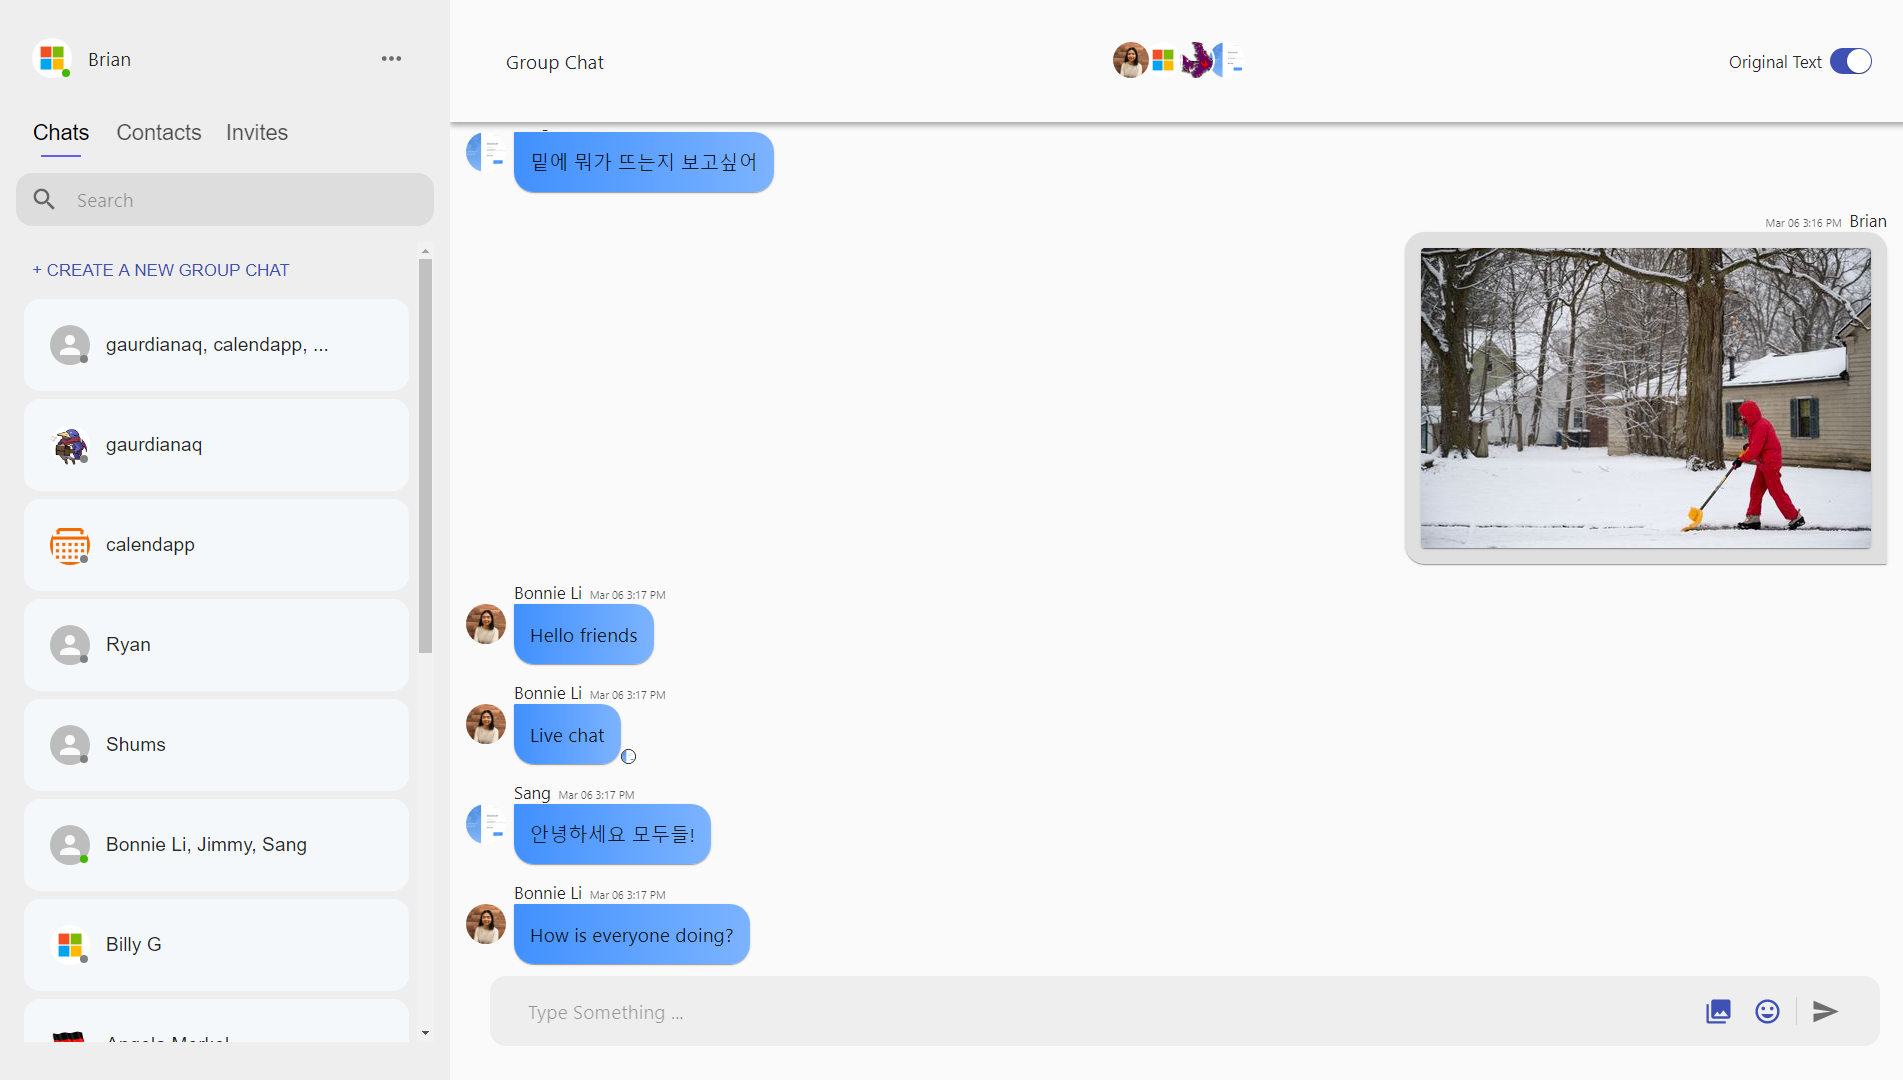 Brian
Chats Contacts Invites
Search
+ CREATE A NEW GROUP CHAT
gaurdianaq, calendapp, ...
gaurdianaq
calendapp
Ryan
Shums
Bonnie Li, Jimmy, Sang
Billy G
Angela Merkel
Group Chat
Original Text
밑에 뭐가 뜨는지 보고싶어
Mar 06 3:16 PM Brian
Bonnie Li Mar 06 3:17 PM
Hello friends
Bonnie Li Mar 06 3:17 PM
Live chat
Sang Mar 06 3:17 PM
안녕하세요 모두들!
Bonnie Li Mar 06 3:17 PM
How is everyone doing?
Type Something ...